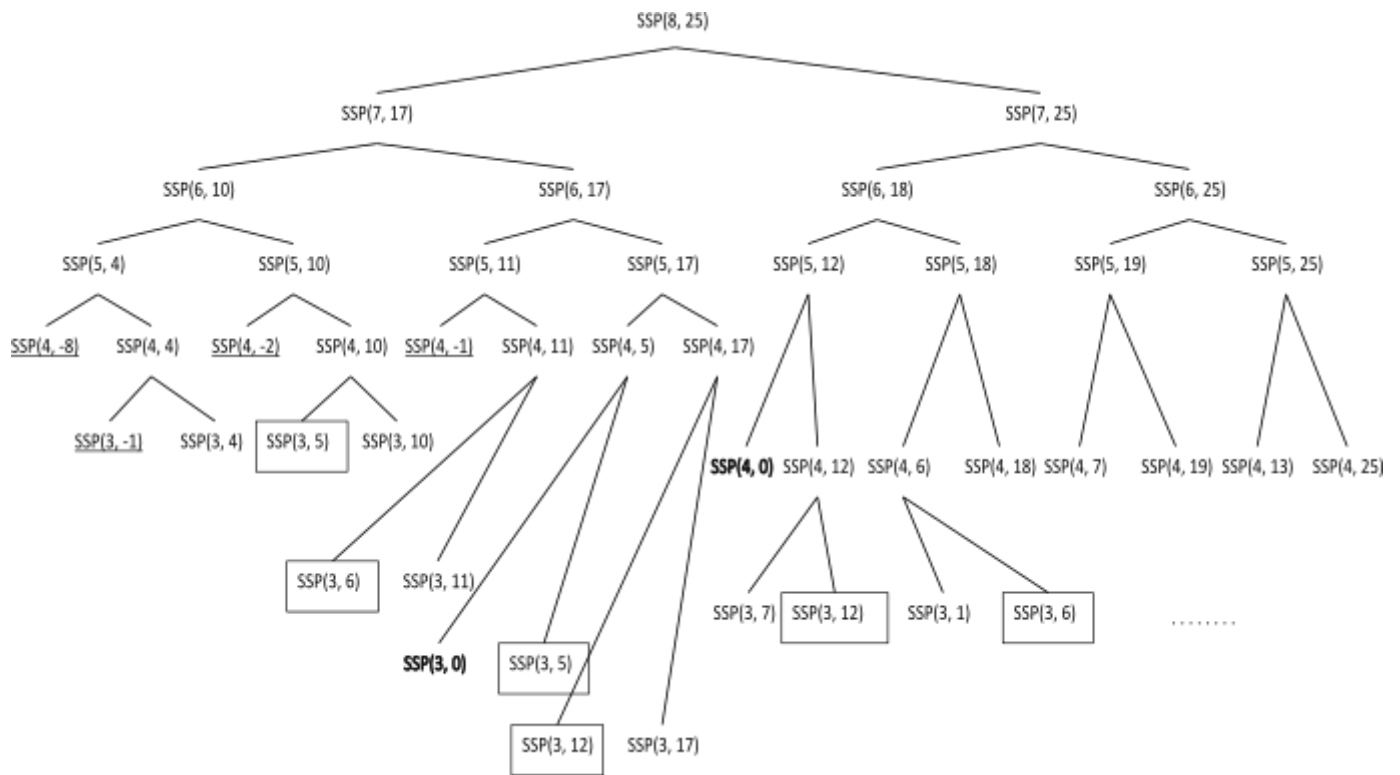 SSP(8, 25)
SSP(7, 17) SSP(7, 25)
SSP(6, 10) SSP(6, 17) SSP(6, 18) SSP(6, 25)
SSP(5, 4) SSP(5, 10) SSP(5, 11) SSP(5, 17) SSP(5, 12) SSP(5, 18) SSP(5, 19) SSP(5, 25)
SSP(4, -8) SSP(4, 4) SSP(4, -2) SSP(4, 10) SSP(4, -1) SSP(4, 11) SSP(4, 5) SSP(4, 17)
SSP(3, -1) SSP(3, 4) SSP(3, 5) SSP(3, 10)
SSP(4, 0) SSP(4, 12) SSP(4, 6) SSP(4, 18) SSP(4, 7) SSP(4, 19) SSP(4, 13) SSP(4, 25)
SSP(3, 6) SSP(3, 11)
SSP(3, 7) SSP(3, 12) SSP(3, 1) SSP(3, 6) ........
SSP(3, 0) SSP(3, 5)
SSP(3, 12) SSP(3, 17)